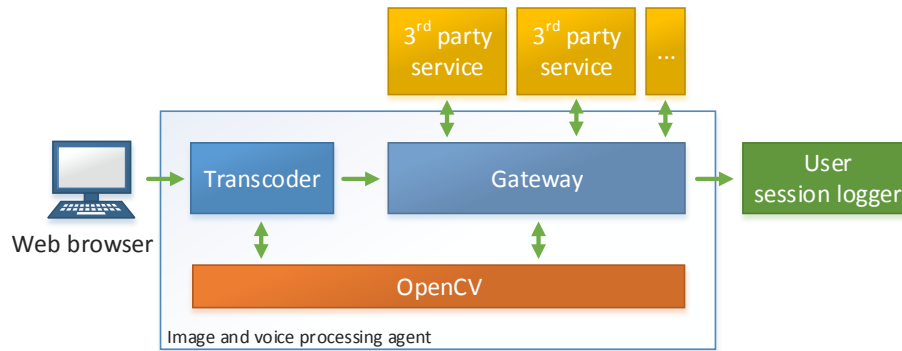 3rd party
service
3rd party
service
...
Transcoder
Gateway
User
session logger
Web browser
OpenCV
Image and voice processing agent